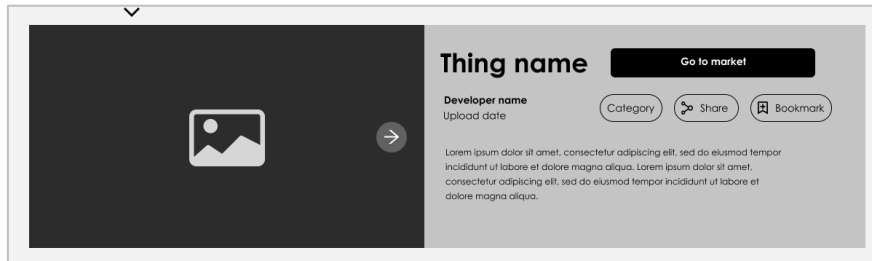 Thing name
Go to market
Developer name
Upload date
Category
Share
Bookmark
Lorem ipsum dolor sit amet, consectetur adipiscing elit, sed do eiusmod tempor
incididunt ut labore et dolore magna aliqua. Lorem ipsum dolor sit amet,
consectetur adipiscing elit, sed do eiusmod tempor incididunt ut labore et
dolore magna aliqua.